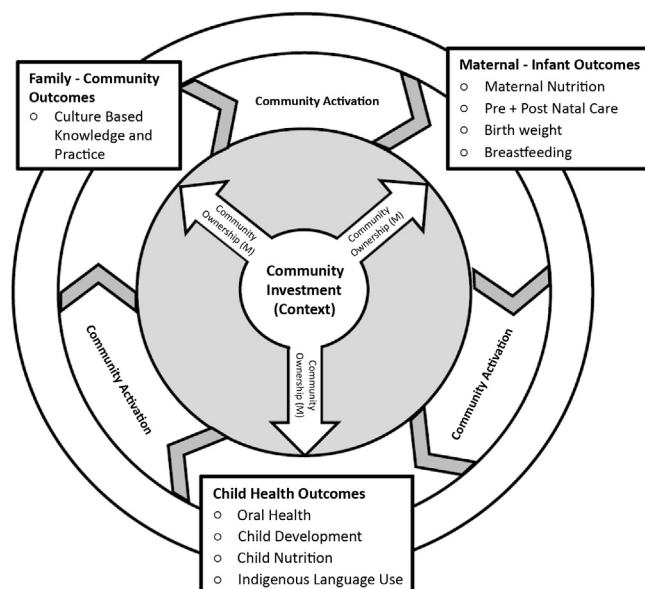 Family - Community
Outcomes
○ Culture Based
Knowledge and
Practice
Community Activation
Maternal - Infant Outcomes
○ Maternal Nutrition
○ Pre + Post Natal Care
○ Birth weight
○ Breastfeeding
Community
Ownership (M)
Community
Ownership (M)
Community
Investment
(Context)
Community
Ownership (M)
Community Activation
Community Activation
Child Health Outcomes
○ Oral Health
○ Child Development
○ Child Nutrition
○ Indigenous Language Use